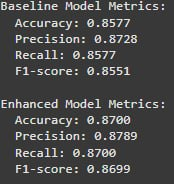 Baseline Model Metrics:
Accuracy: 0.8577
Precision: 0.8728
Recall: 0.8577
F1-score: 0.8551
Enhanced Model Metrics:
Accuracy: 0.8700
Precision: 0.8789
Recall: 0.8700
F1-score: 0.8699